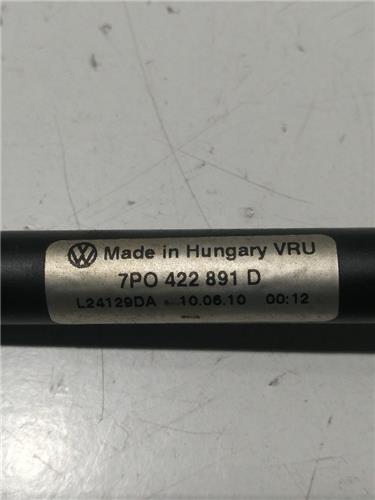 Made in Hungary VRU
7PO 422 891 D
L24129DA 10.06.10 00:12